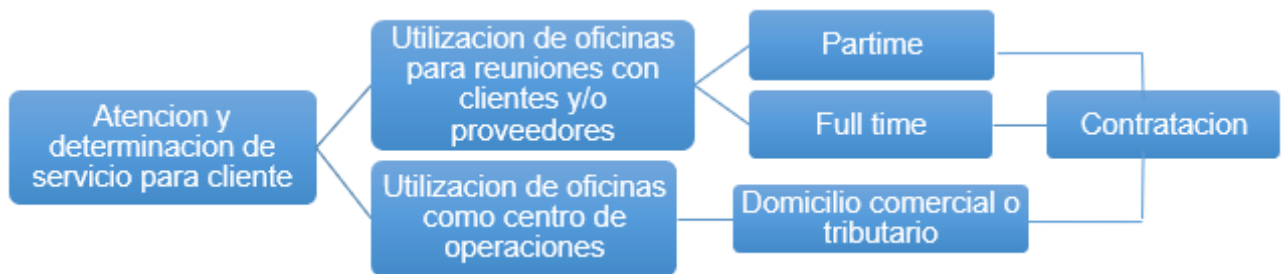 Atencion y
determinacion de
servicio para cliente
Utilizacion de oficinas
para reuniones con
clientes y/o
proveedores
Utilizacion de oficinas
como centro de
operaciones
Partime
Full time
Domicilio comercial o
tributario
Contratacion